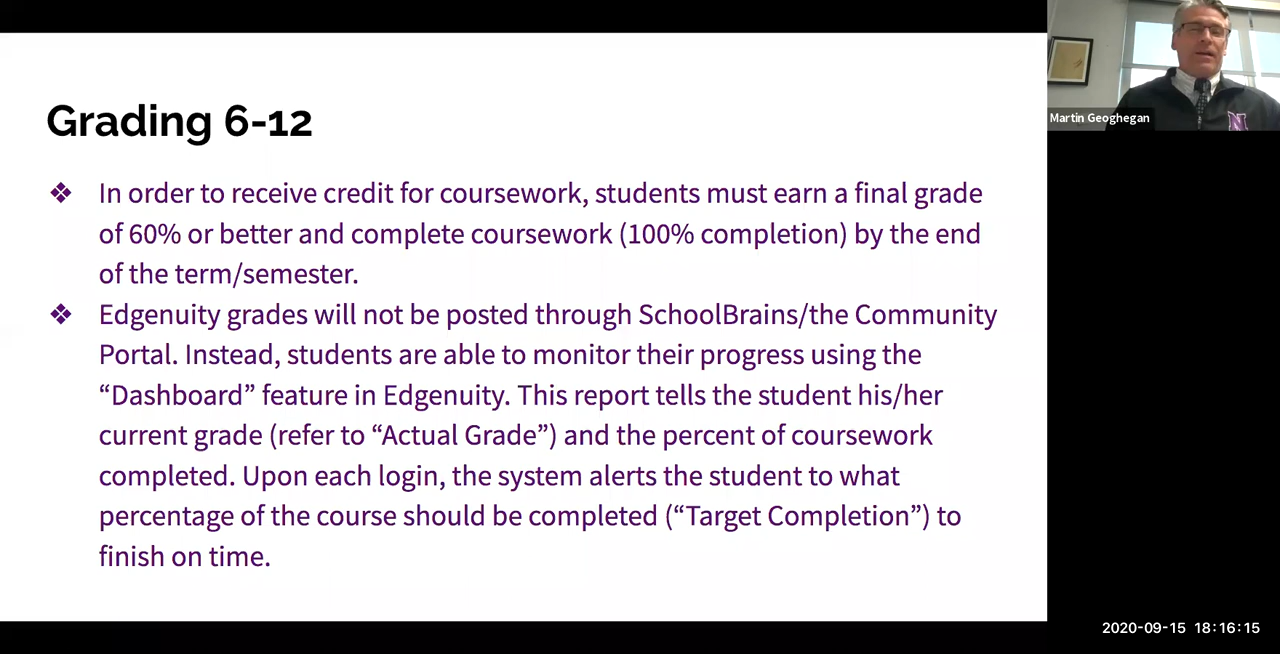 Grading 6-12
❖ In order to receive credit for coursework, students must earn a final grade
of 60% or better and complete coursework (100% completion) by the end
of the term/semester.
❖ Edgenuity grades will not be posted through SchoolBrains/the Community
Portal. Instead, students are able to monitor their progress using the
“Dashboard” feature in Edgenuity. This report tells the student his/her
current grade (refer to “Actual Grade”) and the percent of coursework
completed. Upon each login, the system alerts the student to what
percentage of the course should be completed (“Target Completion”) to
finish on time.
Martin Geoghegan
N
2020-09-15 18:16:15